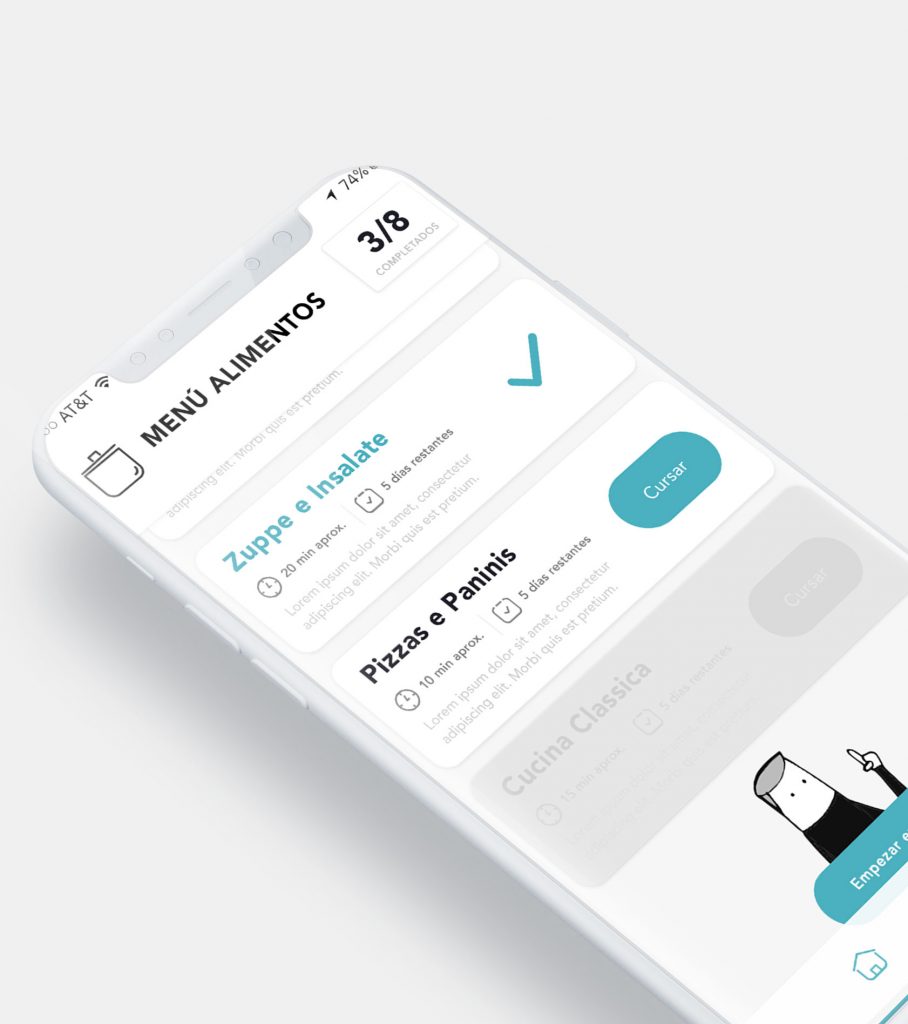 AT&T
74%
MENÚ ALIMENTOS
3/8
COMPLETADOS
adipiscing elit. Morbi quis est pretium.
Zuppe e Insalate
20 min aprox.
5 días restantes
Lorem ipsum dolor sit amet, consectetur
adipiscing elit. Morbi quis est pretium.
Pizzas e Paninis
10 min aprox.
5 días restantes
Cursar
Lorem ipsum dolor sit amet, consectetur
adipiscing elit. Morbi quis est pretium.
Cucina Classica
15 min aprox.
5 días restantes
Cursar
Lorem ipsum dolor sit amet, consectetur
adipiscing elit. Morbi quis est pretium.
Empezar e